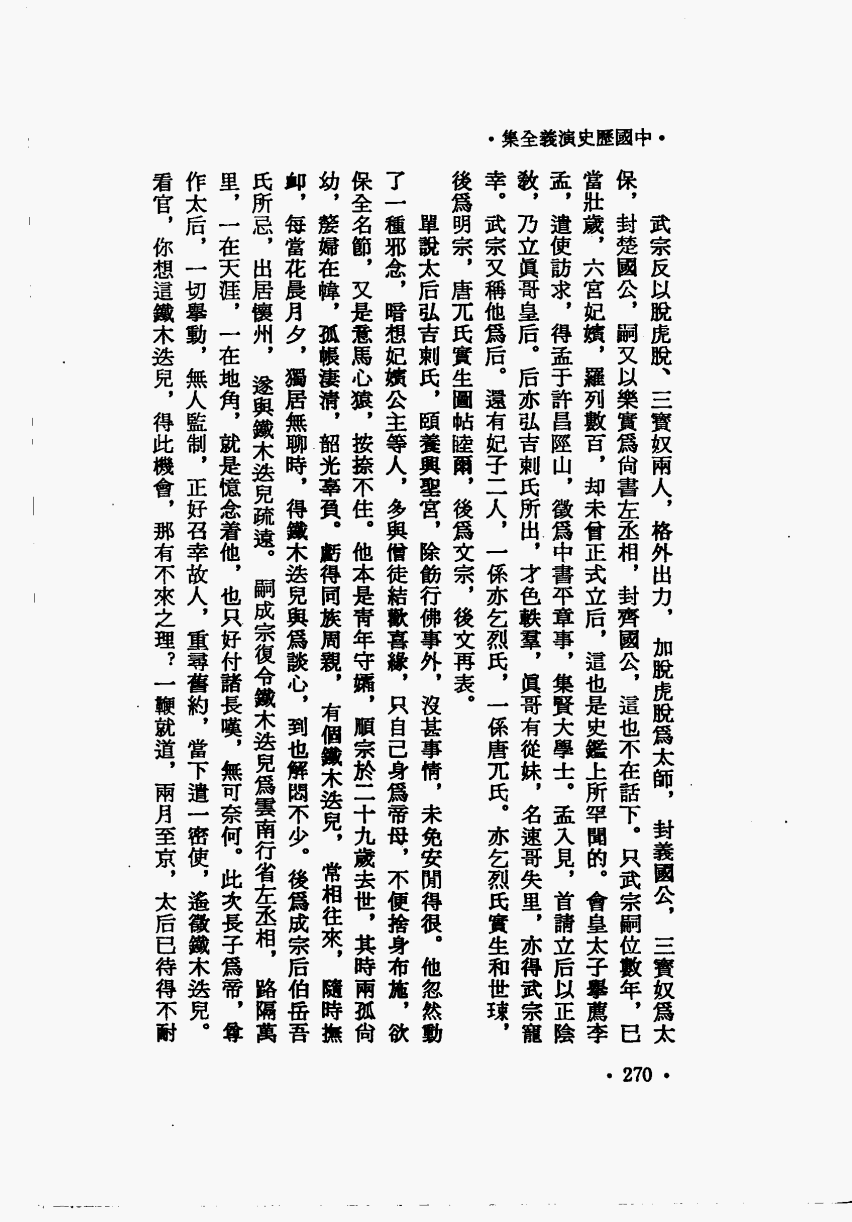 •中國歷史演義全集•
武宗反以脫虎脫、三寶奴兩人，格外出力，加脫虎脫爲太師，封義國公，三寶奴爲太
保，封楚國公，嗣又以樂實爲尙書左丞相，封齊國公，這也不在話下。只武宗嗣位數年，已
當壯歲，六宮妃嬪，羅列數百，却未曾正式立后，這也是史鑑上所罕聞的。會皇太子舉薦李
孟，遣使訪求，得孟于許昌陘山，徵爲中書平章事，集賢大學士。孟入見，首請立后以正陰
敎，乃立眞哥皇后。后亦弘吉剌氏所出，才色軼羣，眞哥有從妹，名速哥失里，亦得武宗寵
幸。武宗又稱他爲后。還有妃子二人，一係亦乞烈氏，一係唐兀氏。亦乞烈氏實生和世㻋，
後爲明宗，唐兀氏實生圖帖睦爾，後爲文宗，後文再表。
單說太后弘吉剌氏，頤養興聖宮，除飭行佛事外，沒甚事情，未免安閒得很。他忽然動
了一種邪念，暗想妃嬪公主等人，多與僧徒結歡喜緣，只自己身爲帝母，不便捨身布施，欲
保全名節，又是意馬心猿，按捺不住。他本是靑年守孀，順宗於二十九歲去世，其時兩孤尙
幼，嫠婦在幃，孤帳淒淸，韶光辜負。虧得同族周親，有個鐵木迭兒，常相往來，隨時撫
卹，每當花晨月夕，獨居無聊時，得鐵木迭兒與爲談心，到也解悶不少。後爲成宗后伯岳吾
氏所忌，出居懷州，遂與鐵木迭兒疏遠。嗣成宗復令鐵木迭兒爲雲南行省左丞相，路隔萬
里，一在天涯，一在地角，就是憶念着他，也只好付諸長嘆，無可奈何。此次長子爲帝，尊
作太后，一切舉動，無人監制，正好召幸故人，重尋舊約，當下遣一密使，遙徵鐵木迭兒。
看官，你想這鐵木迭兒，得此機會，那有不來之理？一鞭就道，兩月至京，太后已待得不耐
•270•